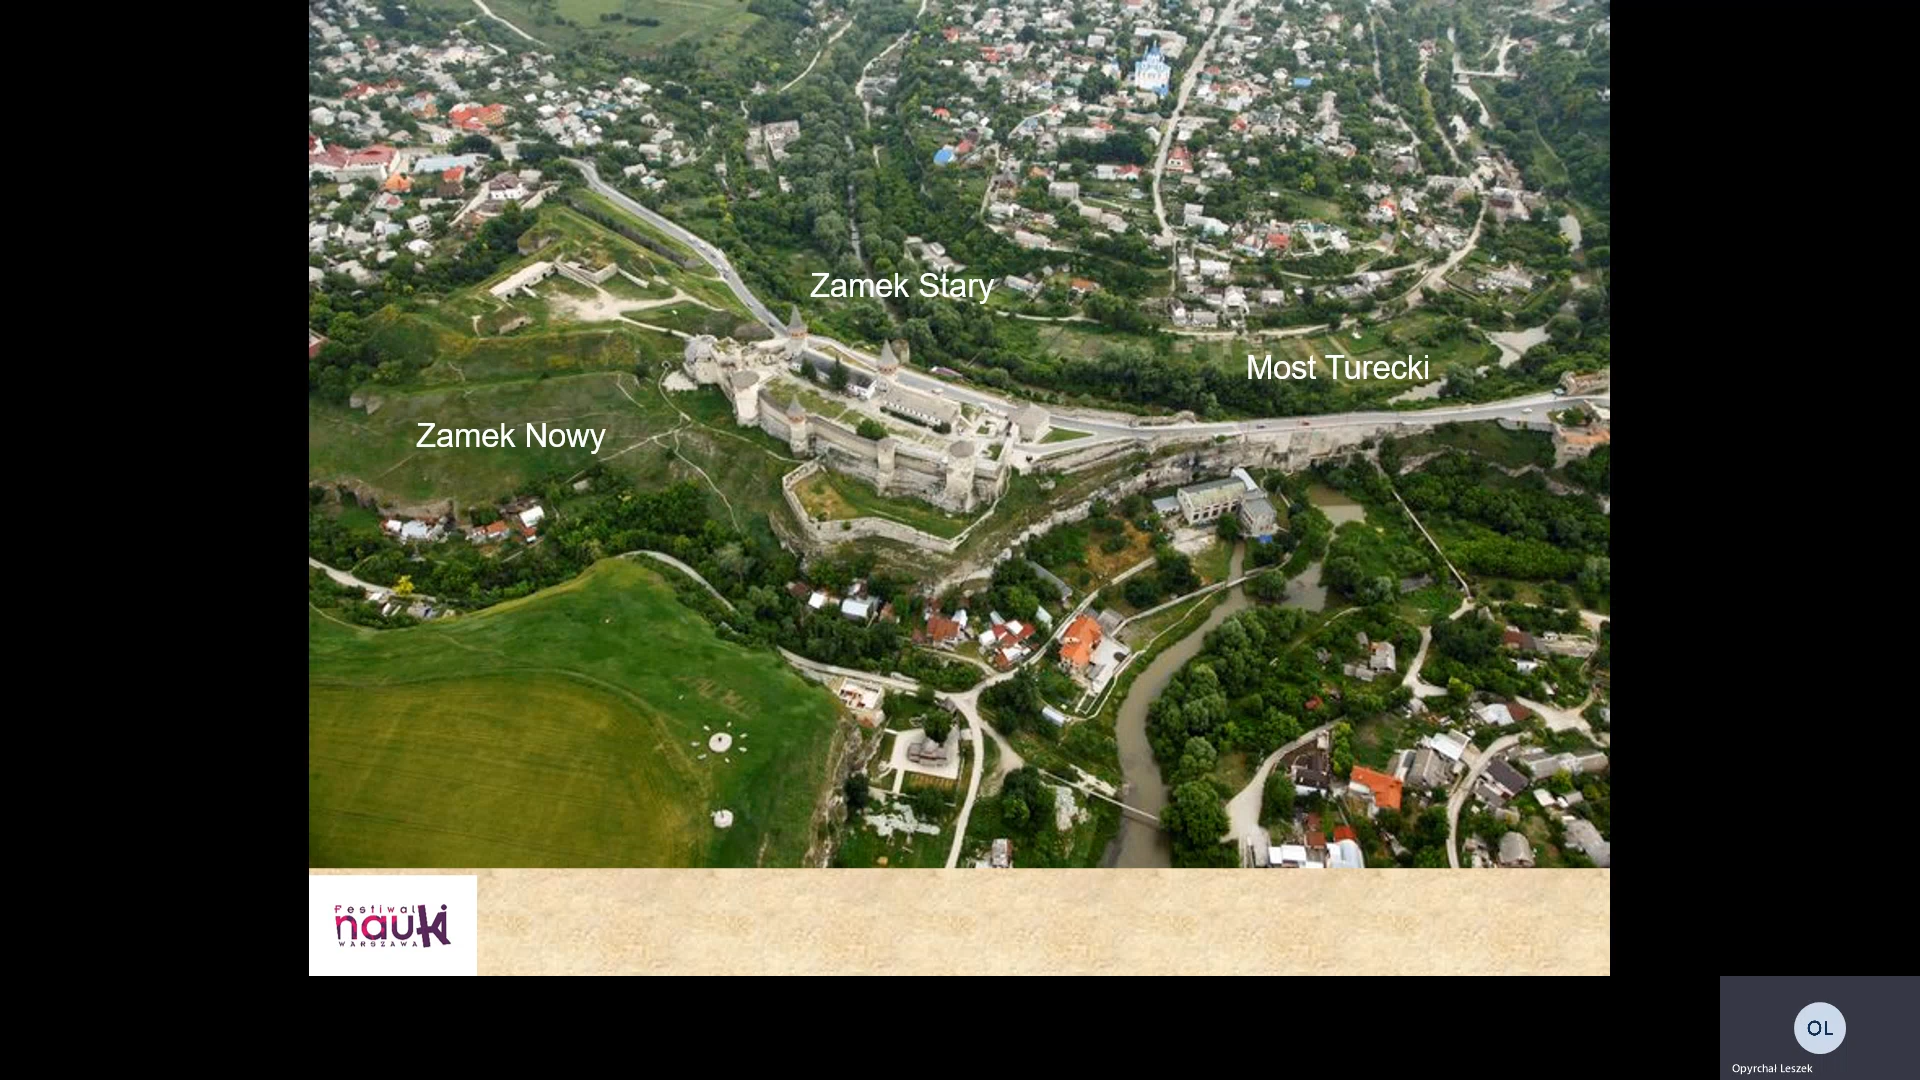 Zamek Stary
Most Turecki
Zamek Nowy
Festiwal
nauki
WARSZAWA
OL
Opyrchal Leszek